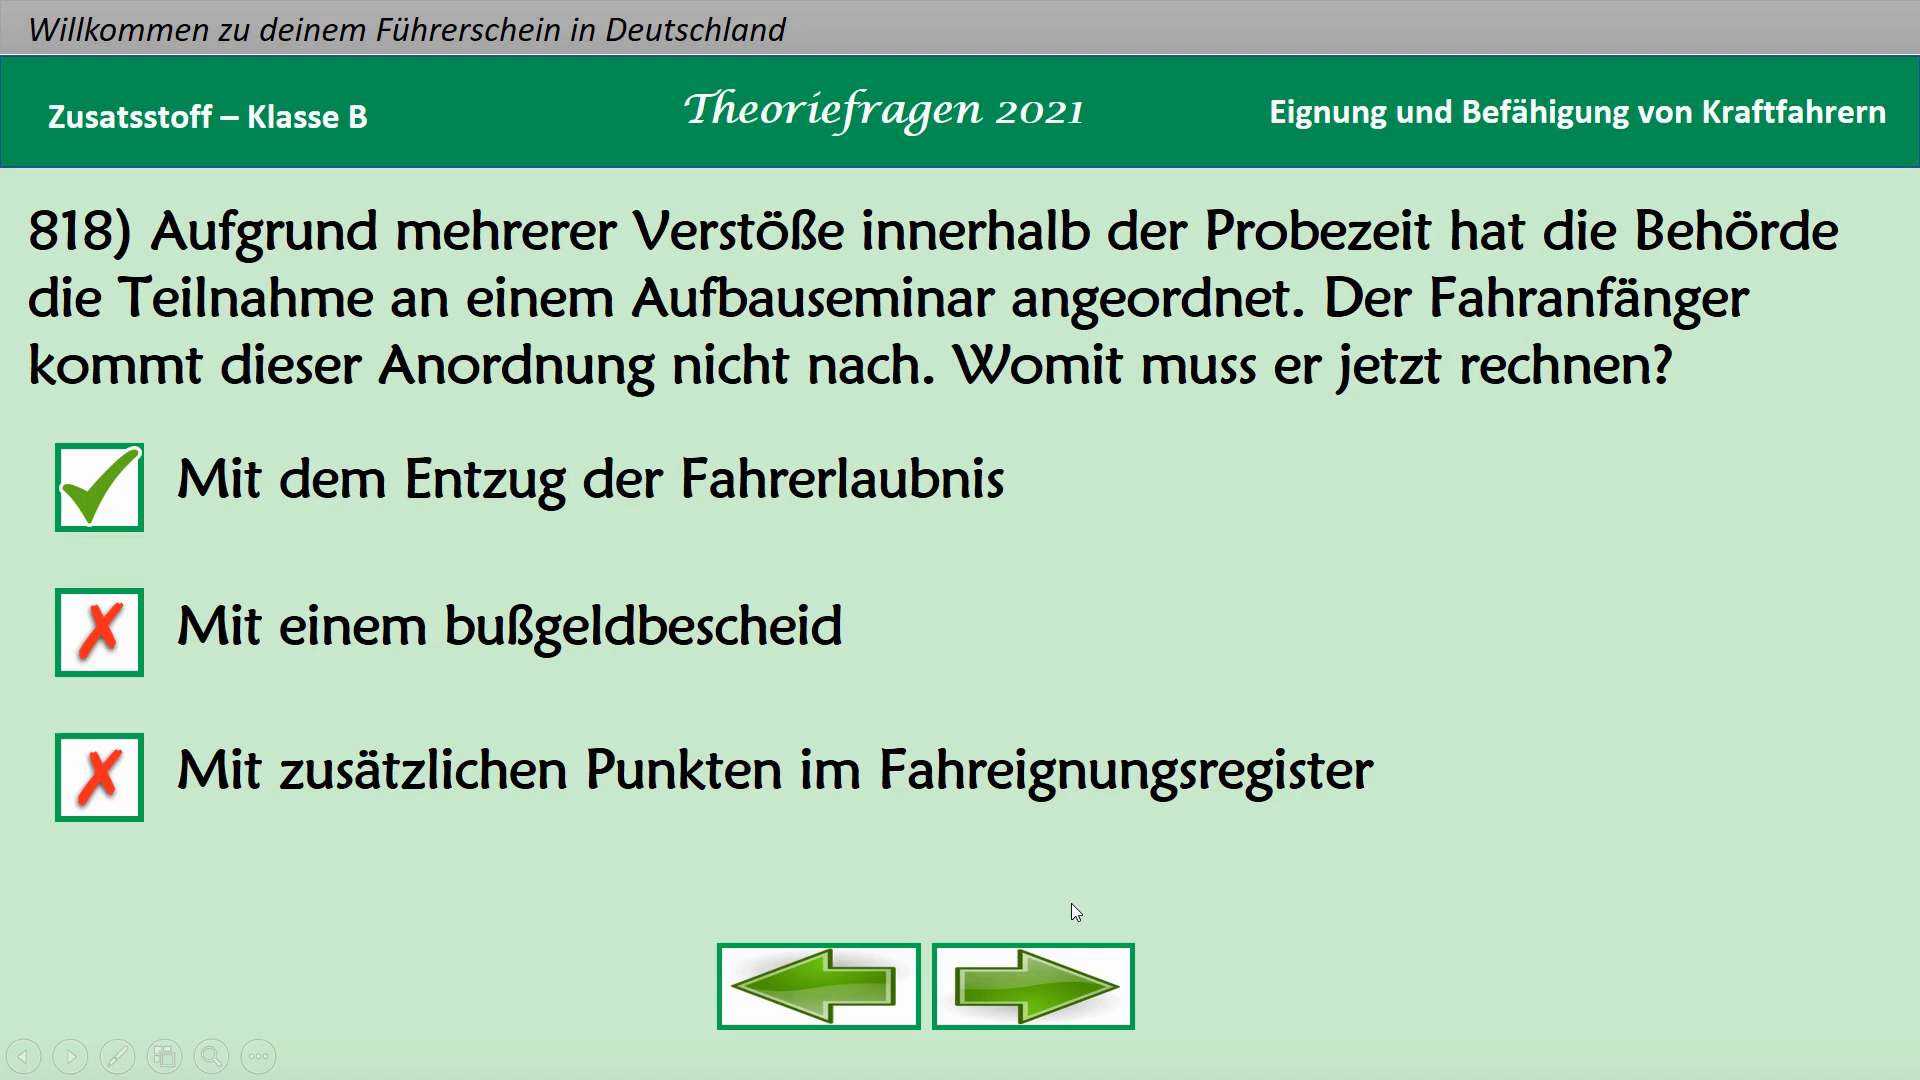 Willkommen zu deinem Führerschein in Deutschland
Zusatsstoff – Klasse B
Theoriefragen 2021
Eignung und Befähigung von Kraftfahrern
818) Aufgrund mehrerer Verstöße innerhalb der Probezeit hat die Behörde
die Teilnahme an einem Aufbauseminar angeordnet. Der Fahranfänger
kommt dieser Anordnung nicht nach. Womit muss er jetzt rechnen?
Mit dem Entzug der Fahrerlaubnis
Mit einem bußgeldbescheid
Mit zusätzlichen Punkten im Fahreignungsregister